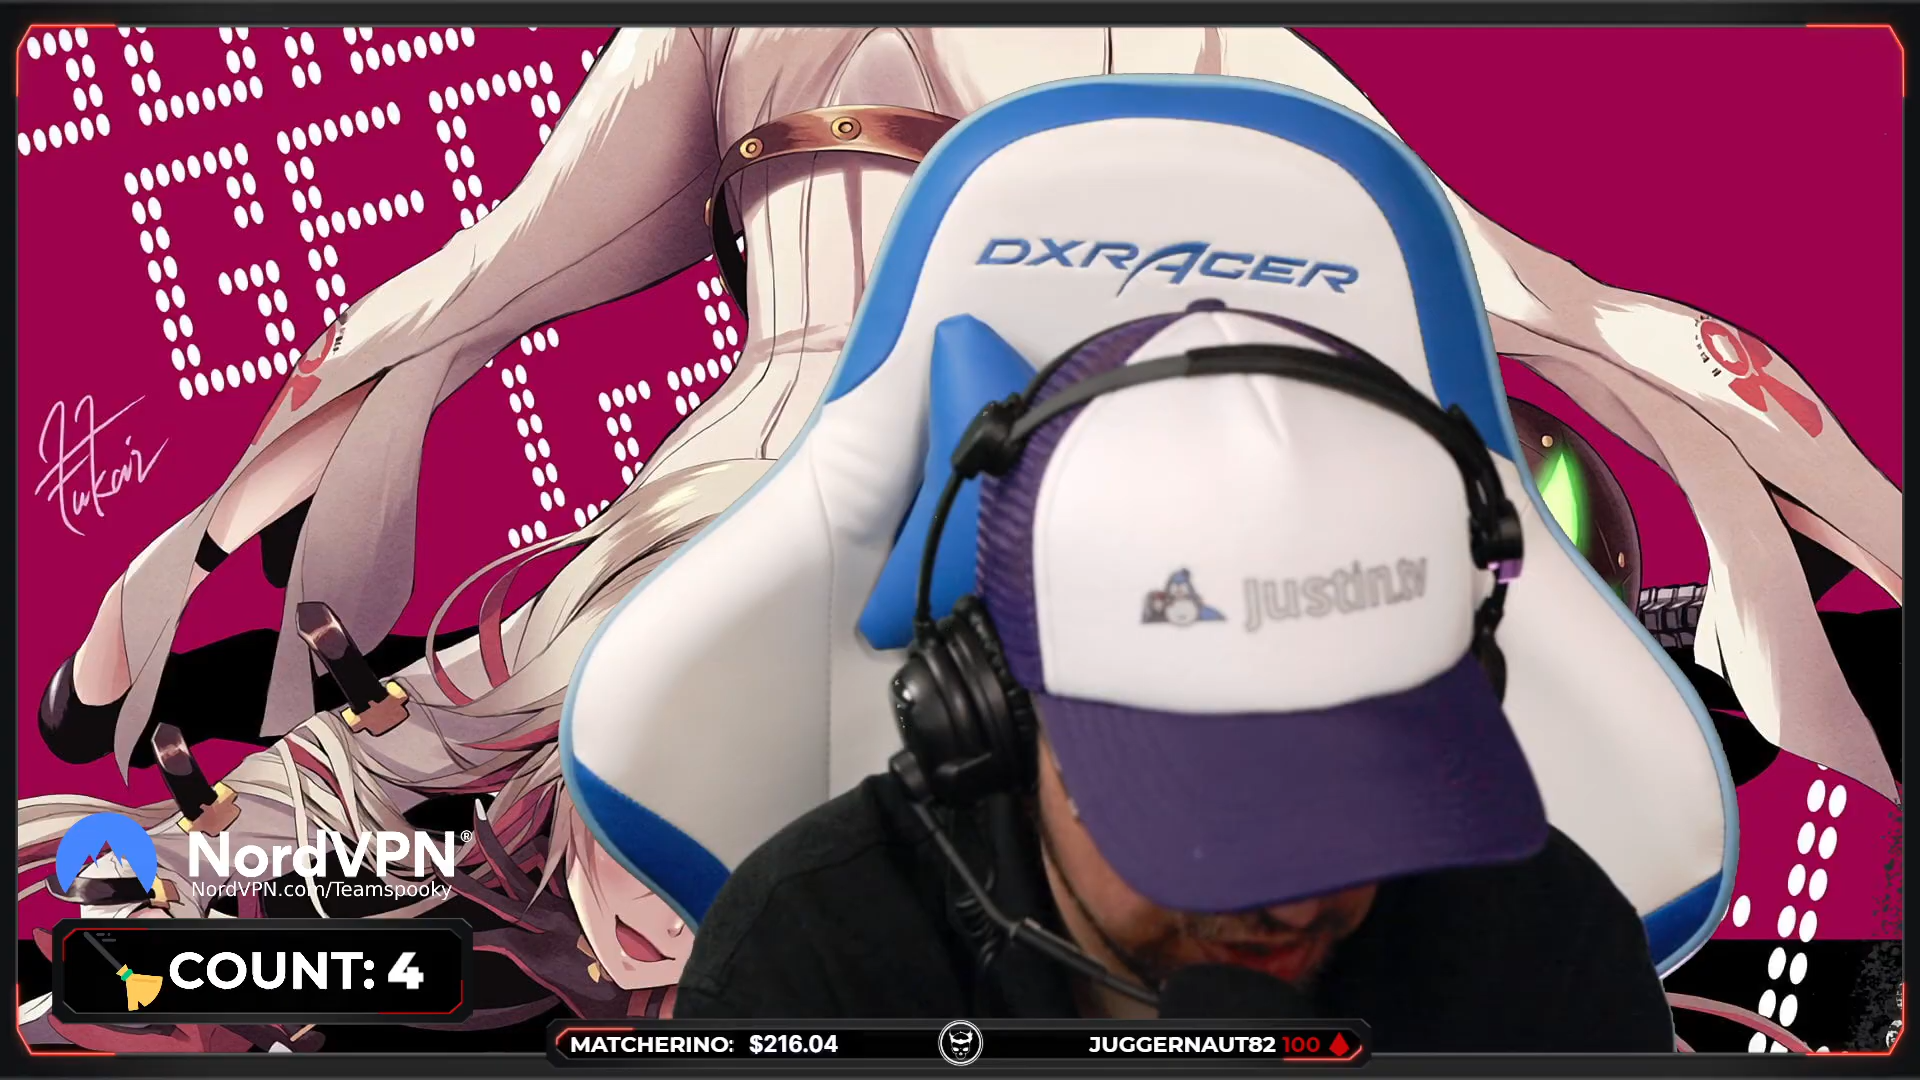 DXRACER
Justin.tv
NordVPN®
NordVPN.com/Teamspooky
COUNT: 4
MATCHERINO: $216.04
JUGGERNAUT82 100